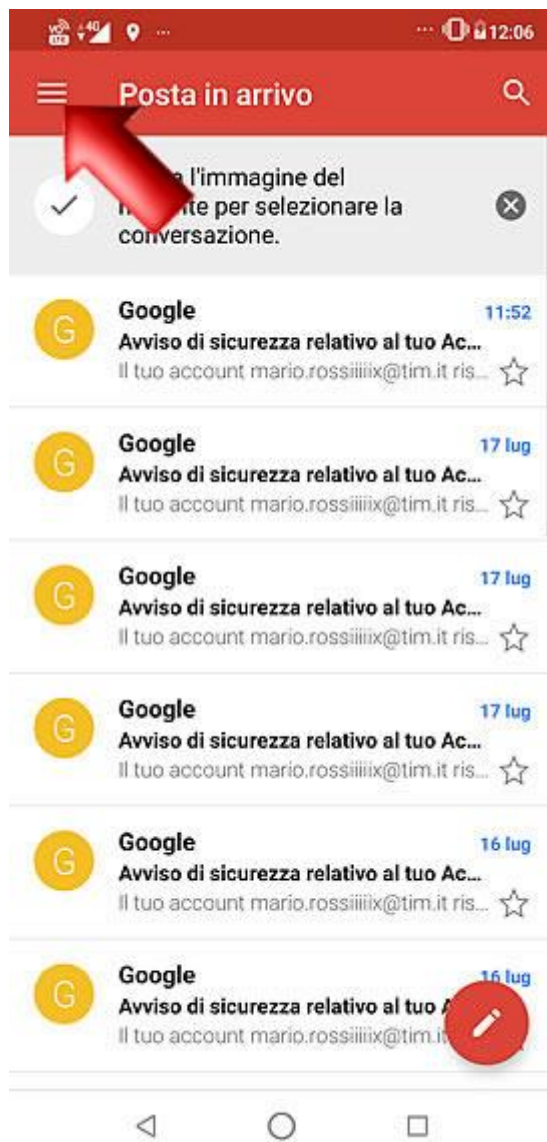 VO))
LTE
4G
12:06
Posta in arrivo
l'immagine del
per selezionare la
conversazione.
G
Google
11:52
Avviso di sicurezza relativo al tuo Ac...
Il tuo account mario.rossiiiiix@tim.it ris...
G
Google
17 lug
Avviso di sicurezza relativo al tuo Ac...
Il tuo account mario.rossiiiiix@tim.it ris...
G
Google
17 lug
Avviso di sicurezza relativo al tuo Ac...
Il tuo account mario.rossiiiiix@tim.it ris...
G
Google
17 lug
Avviso di sicurezza relativo al tuo Ac...
Il tuo account mario.rossiiiiix@tim.it ris...
G
Google
16 lug
Avviso di sicurezza relativo al tuo Ac...
Il tuo account mario.rossiiiiix@tim.it ris...
G
Google
16 lug
Avviso di sicurezza relativo al tuo
Il tuo account mario.rossiiiiix@tim.it